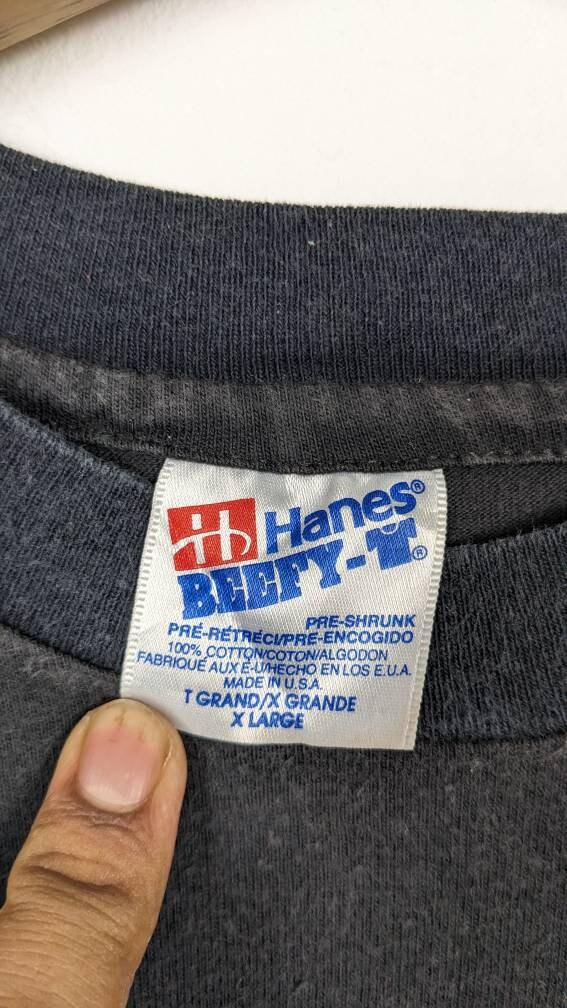 Hanes®
BEEFY-T®
PRE-SHRUNK
PRÉ-RÉTRÉCI/PRE-ENCOGIDO
100% COTTON/COTON/ALGODON
FABRIQUÉ AUX É-U/HECHO EN LOS E.U.A.
MADE IN U.S.A.
T GRAND/X GRANDE
X LARGE